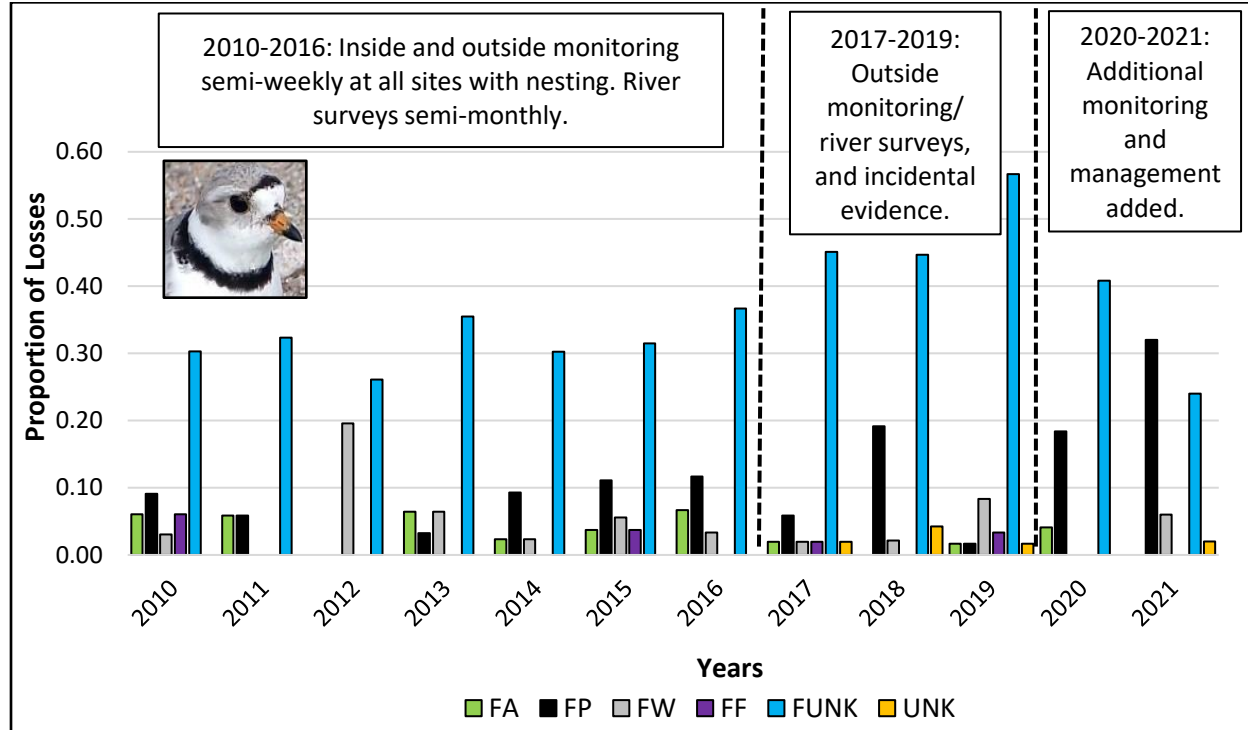 2010-2016: Inside and outside monitoring
semi-weekly at all sites with nesting. River
surveys semi-monthly.
2017-2019:
Outside
monitoring/
river surveys,
and incidental
evidence.
2020-2021:
Additional
monitoring
and
management
added.
Proportion of Losses
0.60
0.50
0.40
0.30
0.20
0.10
0.00
2010
2011
2012
2013
2014
2015
2016
2017
2018
2019
2020
2021
Years
FA FP FW FF FUNK UNK